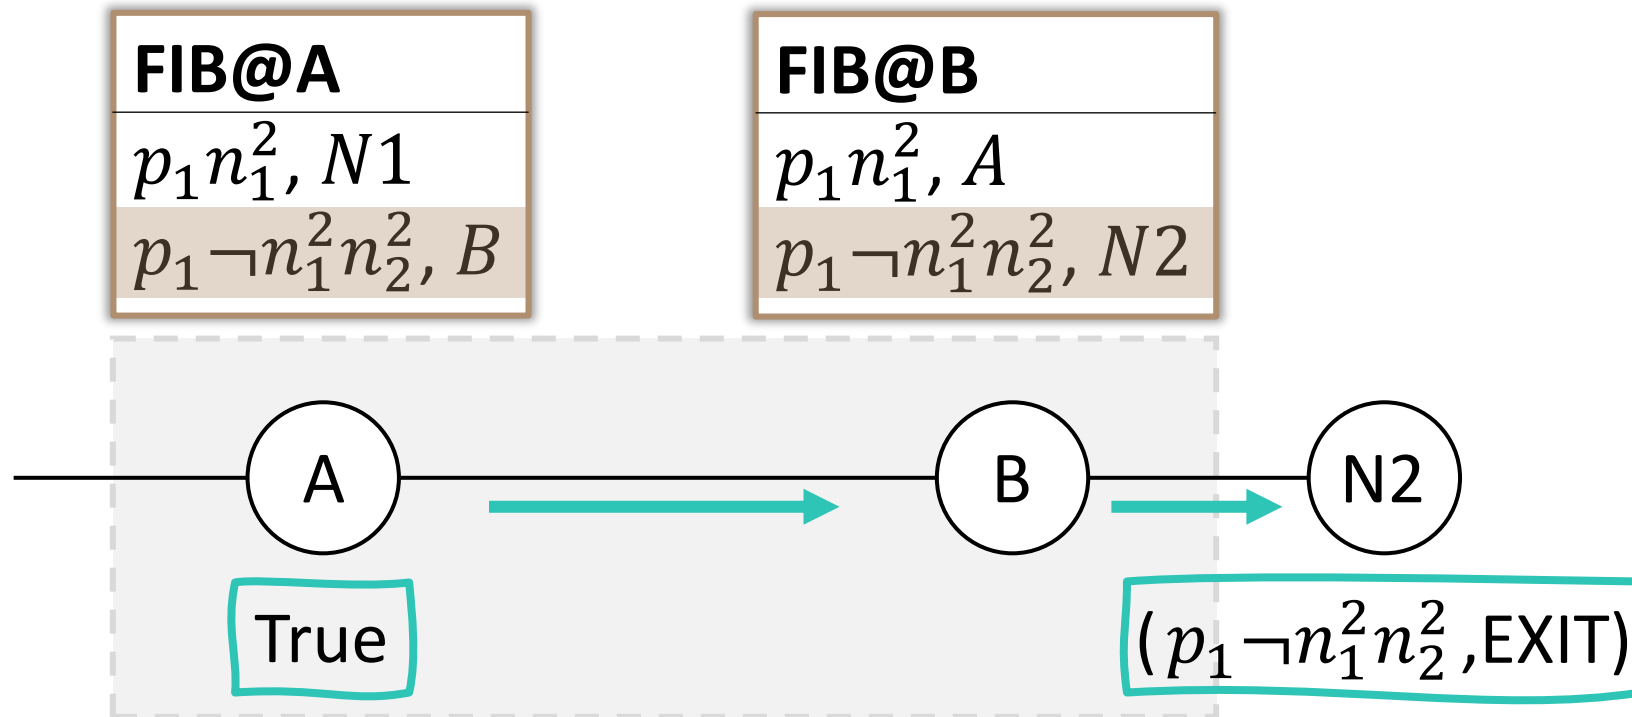 FIB@A
p₁n₁², N1
p₁¬n₁²n₂², B
FIB@B
p₁n₁², A
p₁¬n₁²n₂², N2
A
B
N2
True
(p₁¬n₁²n₂²,EXIT)